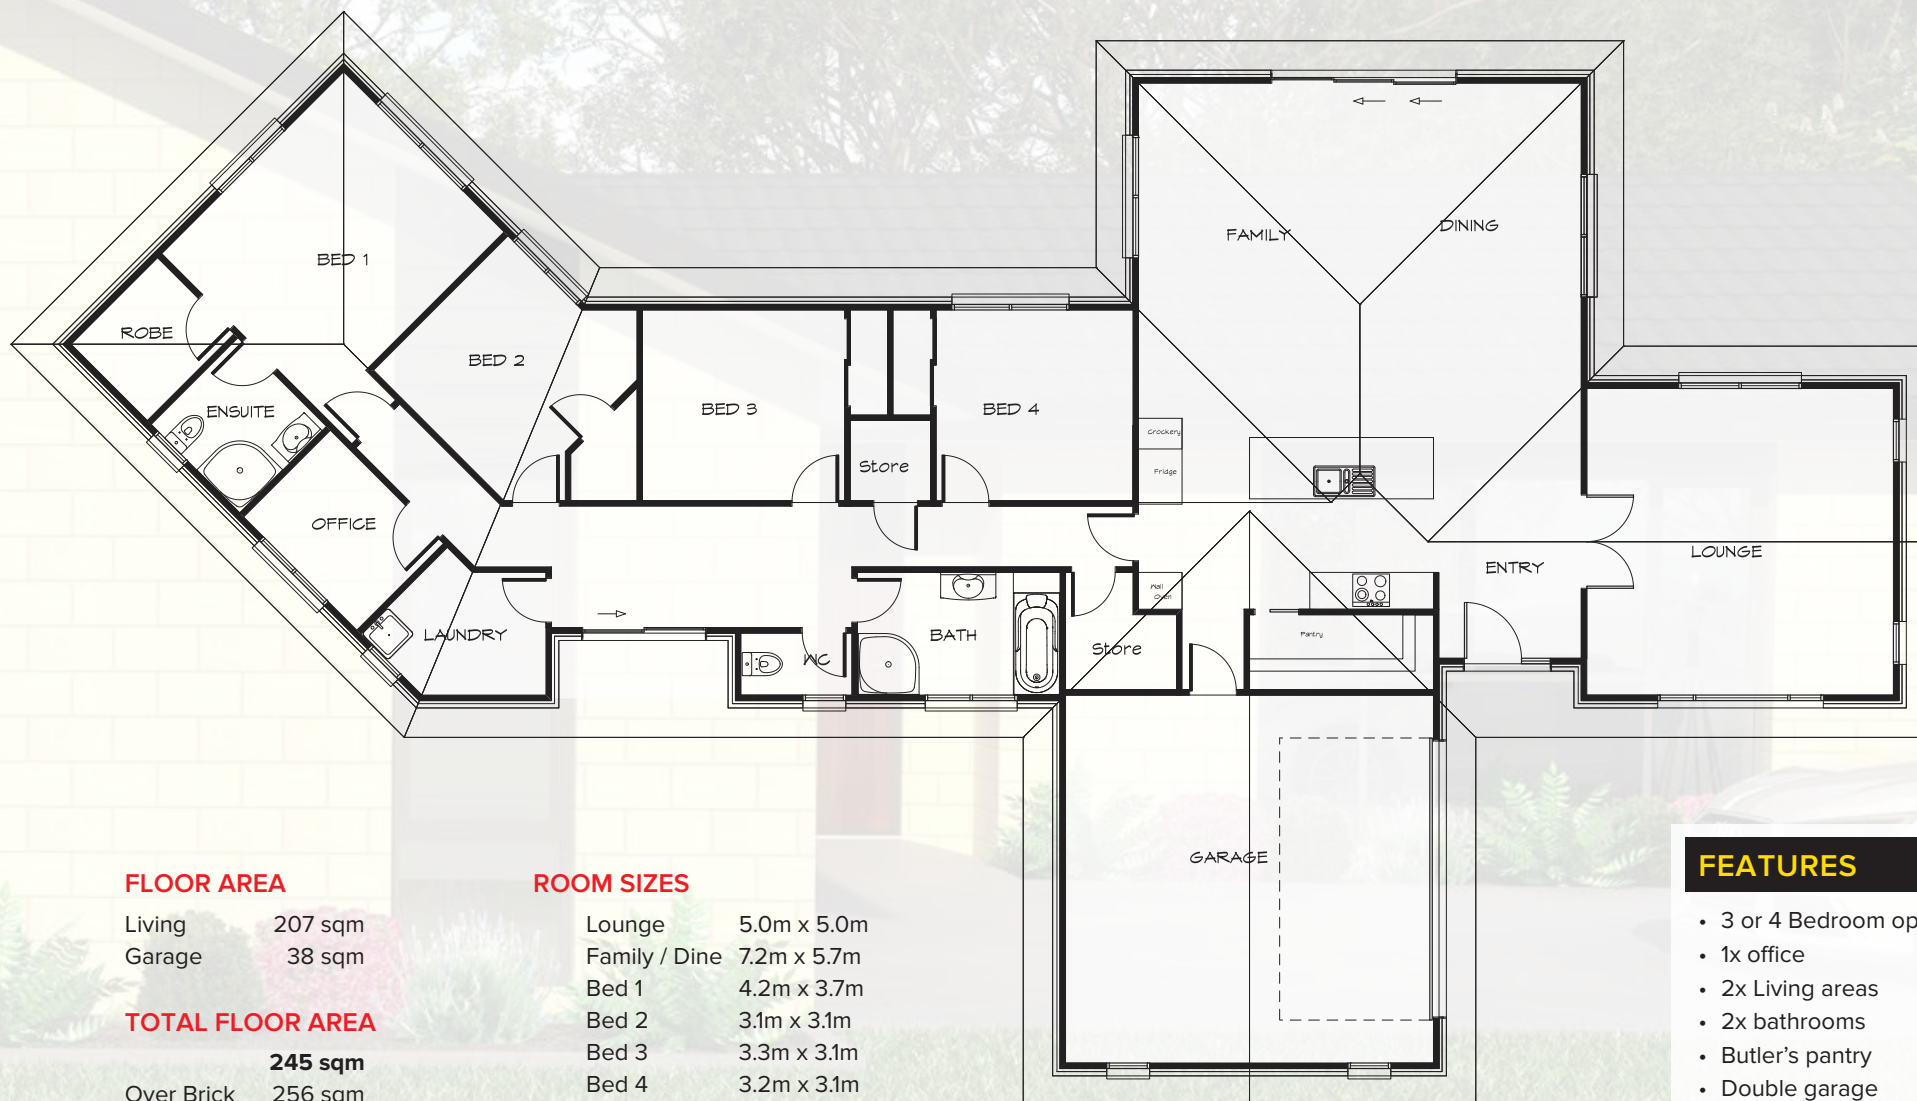 BED 1
FAMILY
DINING
ROBE
BED 2
ENSUITE
BED 3
BED 4
Crockery
Fridge
Store
OFFICE
LOUNGE
ENTRY
Wall
Oven
LAUNDRY
WC
BATH
Store
Pantry
GARAGE
FLOOR AREA
Living 207 sqm
Garage 38 sqm
TOTAL FLOOR AREA
245 sqm
Over Brick 256 sqm
ROOM SIZES
Lounge 5.0m x 5.0m
Family / Dine 7.2m x 5.7m
Bed 1 4.2m x 3.7m
Bed 2 3.1m x 3.1m
Bed 3 3.3m x 3.1m
Bed 4 3.2m x 3.1m
FEATURES
• 3 or 4 Bedroom op
• 1x office
• 2x Living areas
• 2x bathrooms
• Butler's pantry
• Double garage